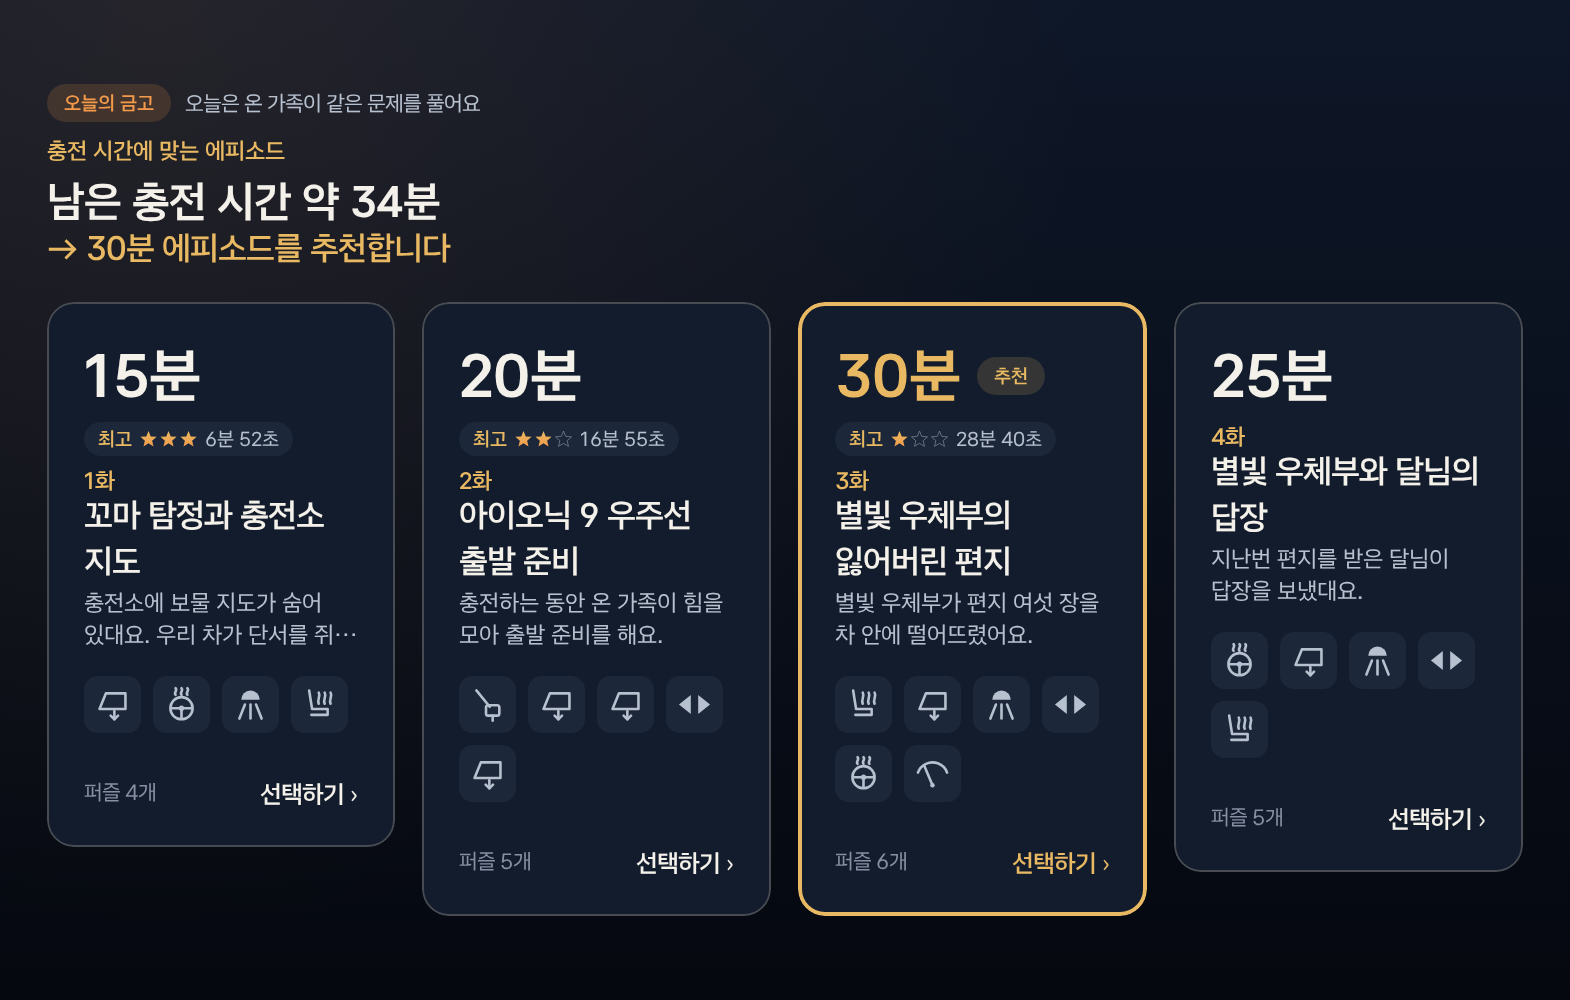 오늘의 금고 오늘은 온 가족이 같은 문제를 풀어요
충전 시간에 맞는 에피소드
남은 충전 시간 약 34분
→ 30분 에피소드를 추천합니다
15분
최고 ★★★ 6분 52초
1화
꼬마 탐정과 충전소
지도
충전소에 보물 지도가 숨어
있대요. 우리 차가 단서를 쥐…
퍼즐 4개 선택하기 ›
20분
최고 ★★☆ 16분 55초
2화
아이오닉 9 우주선
출발 준비
충전하는 동안 온 가족이 힘을
모아 출발 준비를 해요.
퍼즐 5개 선택하기 ›
30분 추천
최고 ★☆☆ 28분 40초
3화
별빛 우체부의
잃어버린 편지
별빛 우체부가 편지 여섯 장을
차 안에 떨어뜨렸어요.
퍼즐 6개 선택하기 ›
25분
4화
별빛 우체부와 달님의
답장
지난번 편지를 받은 달님이
답장을 보냈대요.
퍼즐 5개 선택하기 ›